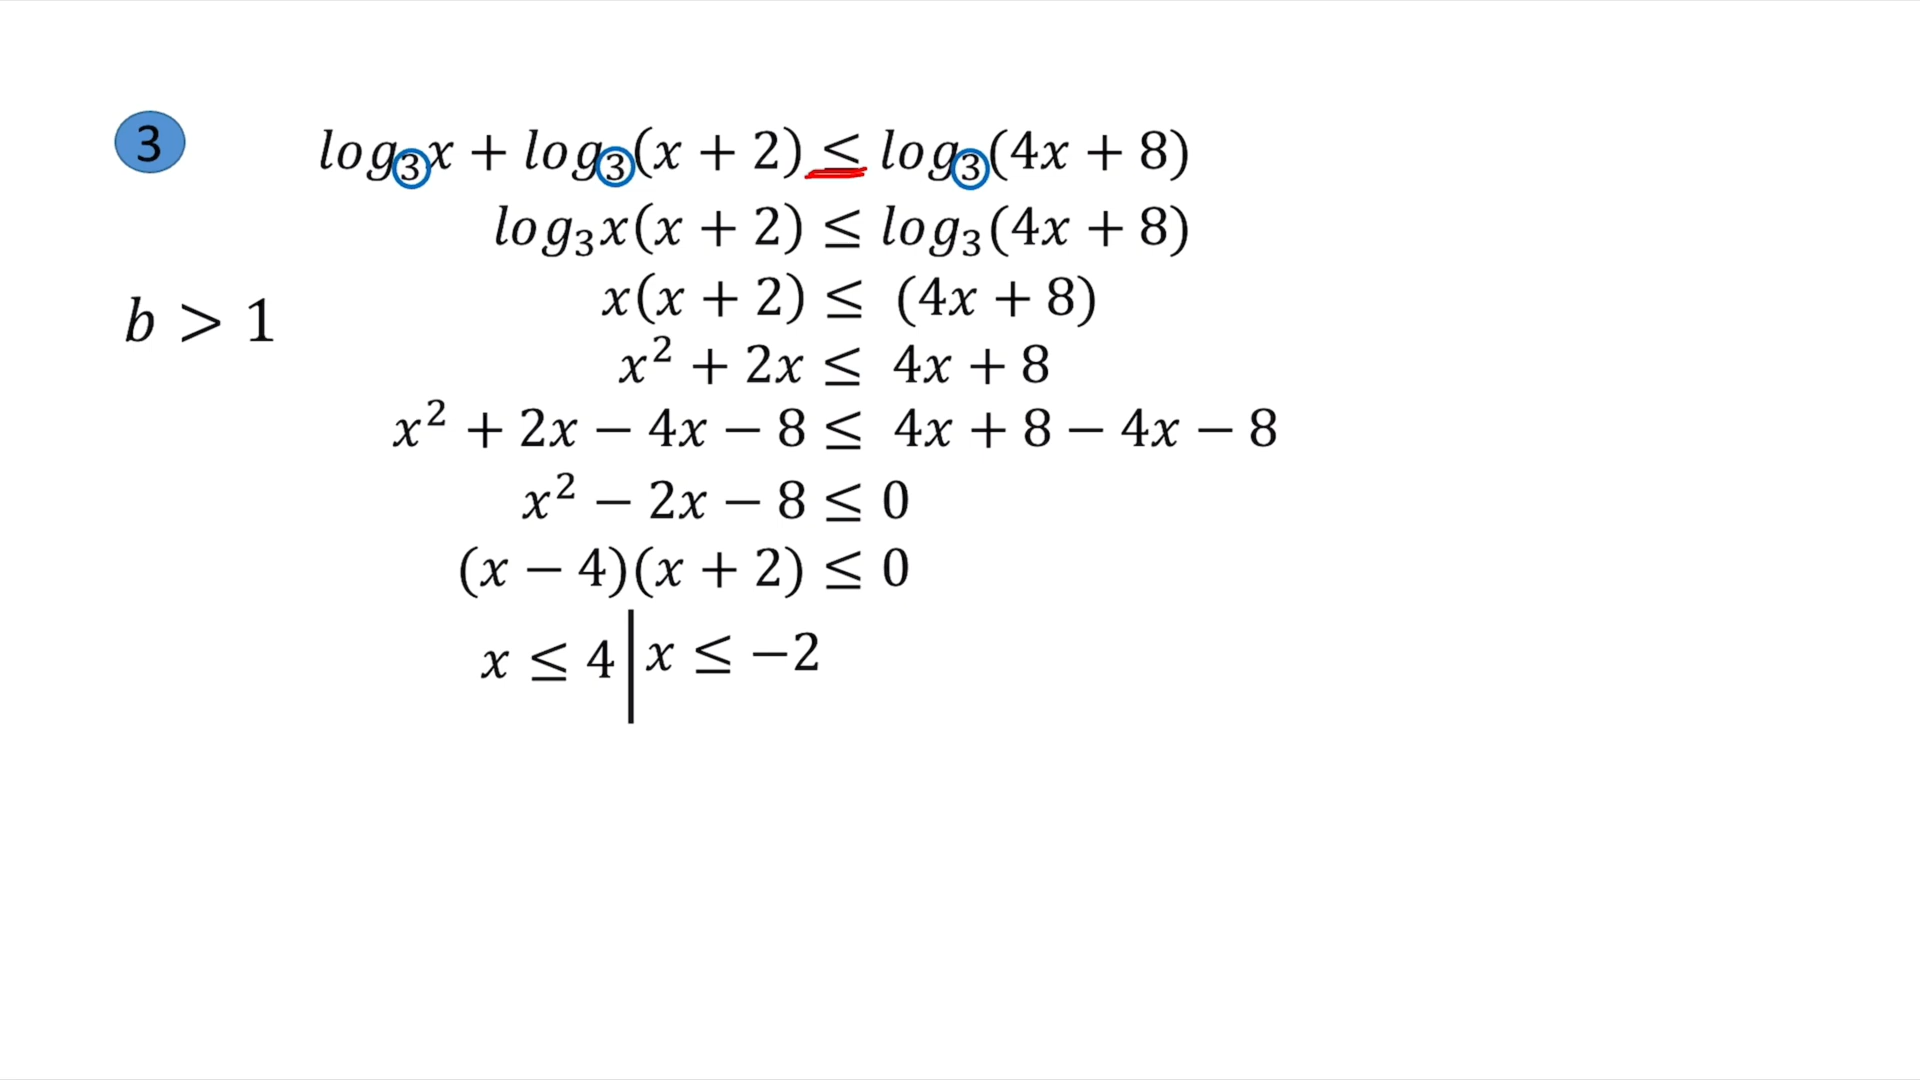 3
log₃x + log₃(x + 2) ≤ log₃(4x + 8)
log₃x(x + 2) ≤ log₃(4x + 8)
x(x + 2) ≤ (4x + 8)
b > 1
x² + 2x ≤ 4x + 8
x² + 2x − 4x − 8 ≤ 4x + 8 − 4x − 8
x² − 2x − 8 ≤ 0
(x − 4)(x + 2) ≤ 0
x ≤ 4 | x ≤ −2